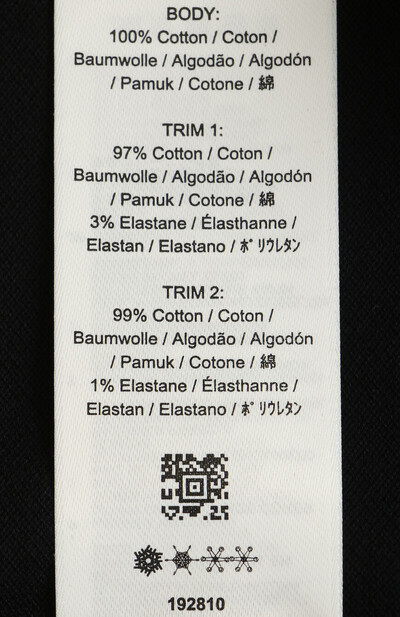 BODY:
100% Cotton / Coton /
Baumwolle / Algodão / Algodón
/ Pamuk / Cotone / 綿
TRIM 1:
97% Cotton / Coton /
Baumwolle / Algodão / Algodón
/ Pamuk / Cotone / 綿
3% Elastane / Élasthanne /
Elastan / Elastano / ポリウレタン
TRIM 2:
99% Cotton / Coton /
Baumwolle / Algodão / Algodón
/ Pamuk / Cotone / 綿
1% Elastane / Élasthanne /
Elastan / Elastano / ポリウレタン
192810